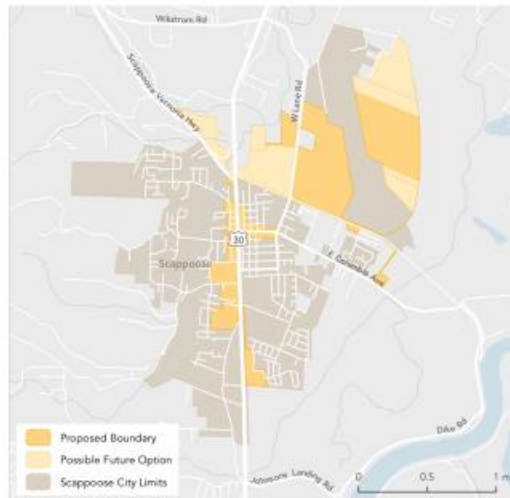 Wikstrom Rd
Scappoose Vernonia Hwy
W Lane Rd
30
Scappoose
E Columbia Ave
Dike Rd
Johnsons Landing Rd
Proposed Boundary
Possible Future Option
Scappoose City Limits
0 0.5 1 m